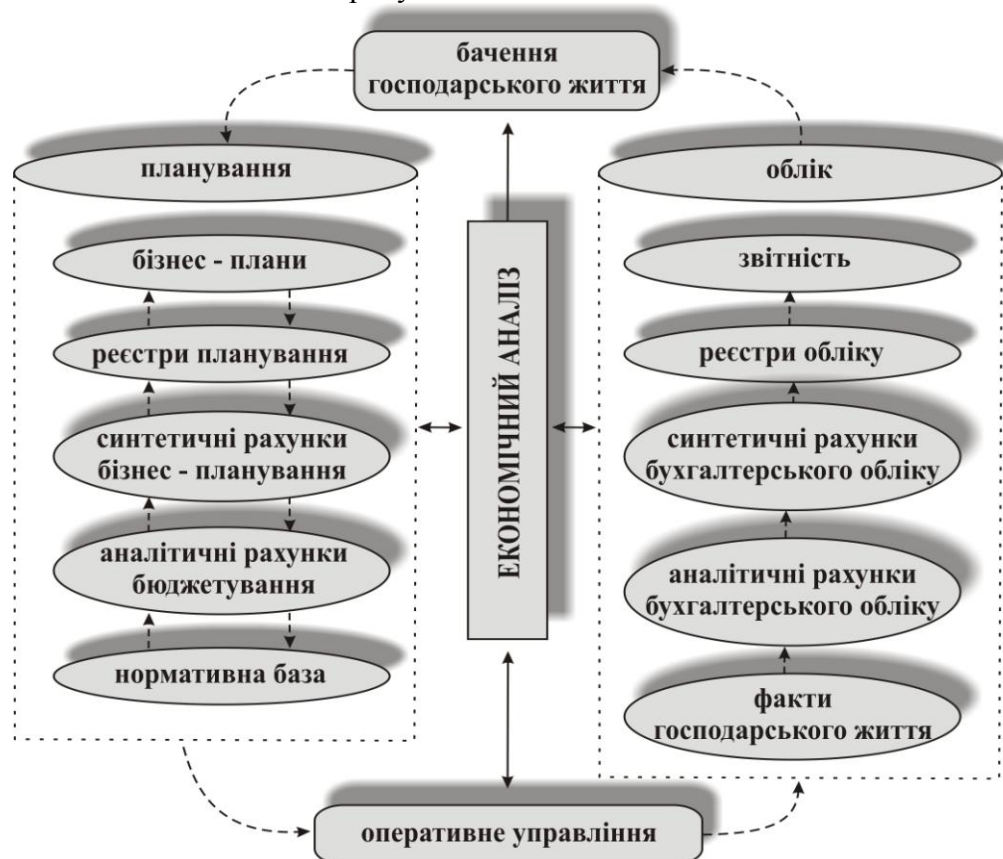 бачення
господарського життя
планування
бізнес - плани
реєстри планування
синтетичні рахунки
бізнес - планування
аналітичні рахунки
бюджетування
нормативна база
ЕКОНОМІЧНИЙ АНАЛІЗ
облік
звітність
реєстри обліку
синтетичні рахунки
бухгалтерського обліку
аналітичні рахунки
бухгалтерського обліку
факти
господарського життя
оперативне управління